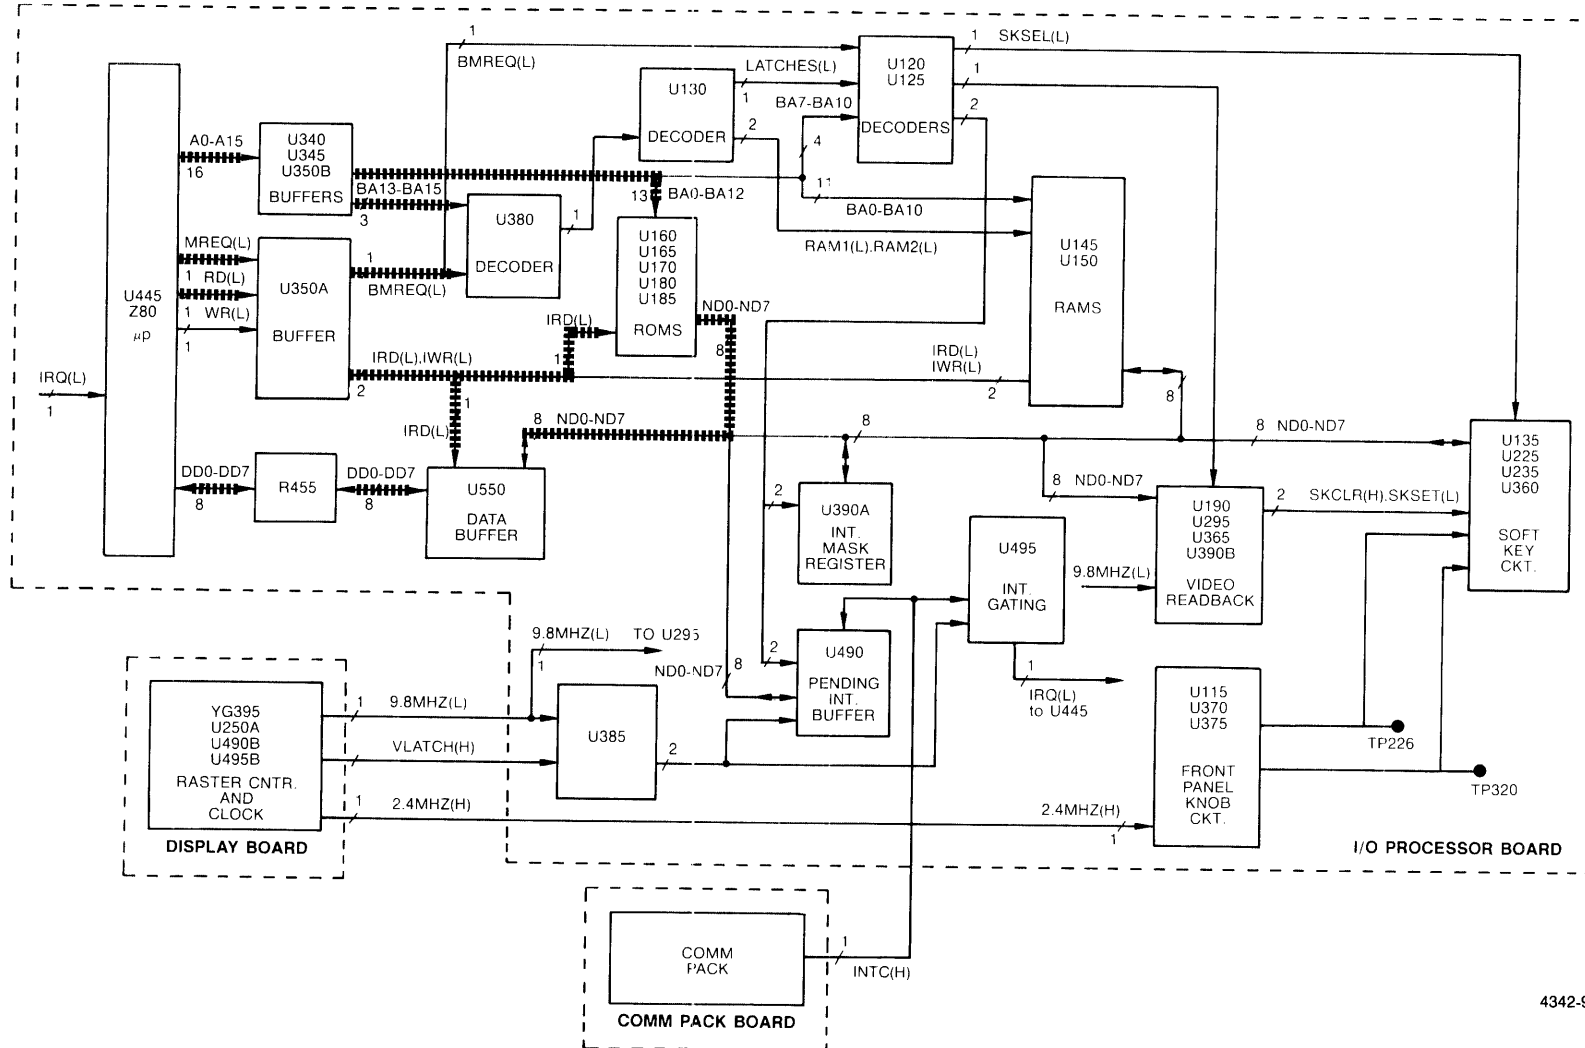 1
SKSEL(L)
1
BMREQ(L)
LATCHES(L)
1
U120
U125
DECODERS
1
2
U130
DECODER
2
BA7-BA10
4
A0-A15
16
U340
U345
U350B
BUFFERS
BA13-BA15
3
13
BA0-BA12
11
BA0-BA10
U380
DECODER
1
RAM1(L).RAM2(L)
U160
U165
U170
U180
U185
ROMS
U145
U150
RAMS
MREQ(L)
1
RD(L)
1
WR(L)
1
U445
Z80
μp
U350A
BUFFER
1
BMREQ(L)
IRD(L)
1
ND0-ND7
8
IRD(L),IWR(L)
2
IRD(L)
IWR(L)
2
8
IRQ(L)
1
1
IRD(L)
8 ND0-ND7
8
8 ND0-ND7
DD0-DD7
8
R455
DD0-DD7
8
U550
DATA
BUFFER
2
U390A
INT.
MASK
REGISTER
8 ND0-ND7
U190
U295
U365
U390B
VIDEO
READBACK
2
SKCLR(H).SKSET(L)
U135
U225
U235
U360
SOFT
KEY
CKT.
U495
INT.
GATING
9.8MHZ(L)
9.8MHZ(L)
1
TO U295
ND0-ND7
8
2
U490
PENDING
INT.
BUFFER
1
IRQ(L)
to U445
YG395
U250A
U490B
U495B
RASTER CNTR.
AND
CLOCK
DISPLAY BOARD
1
9.8MHZ(L)
VLATCH(H)
1
2.4MHZ(H)
U385
2
2.4MHZ(H)
1
U115
U370
U375
FRONT
PANEL
KNOB
CKT.
TP226
TP320
I/O PROCESSOR BOARD
COMM
PACK
1
INTC(H)
COMM PACK BOARD